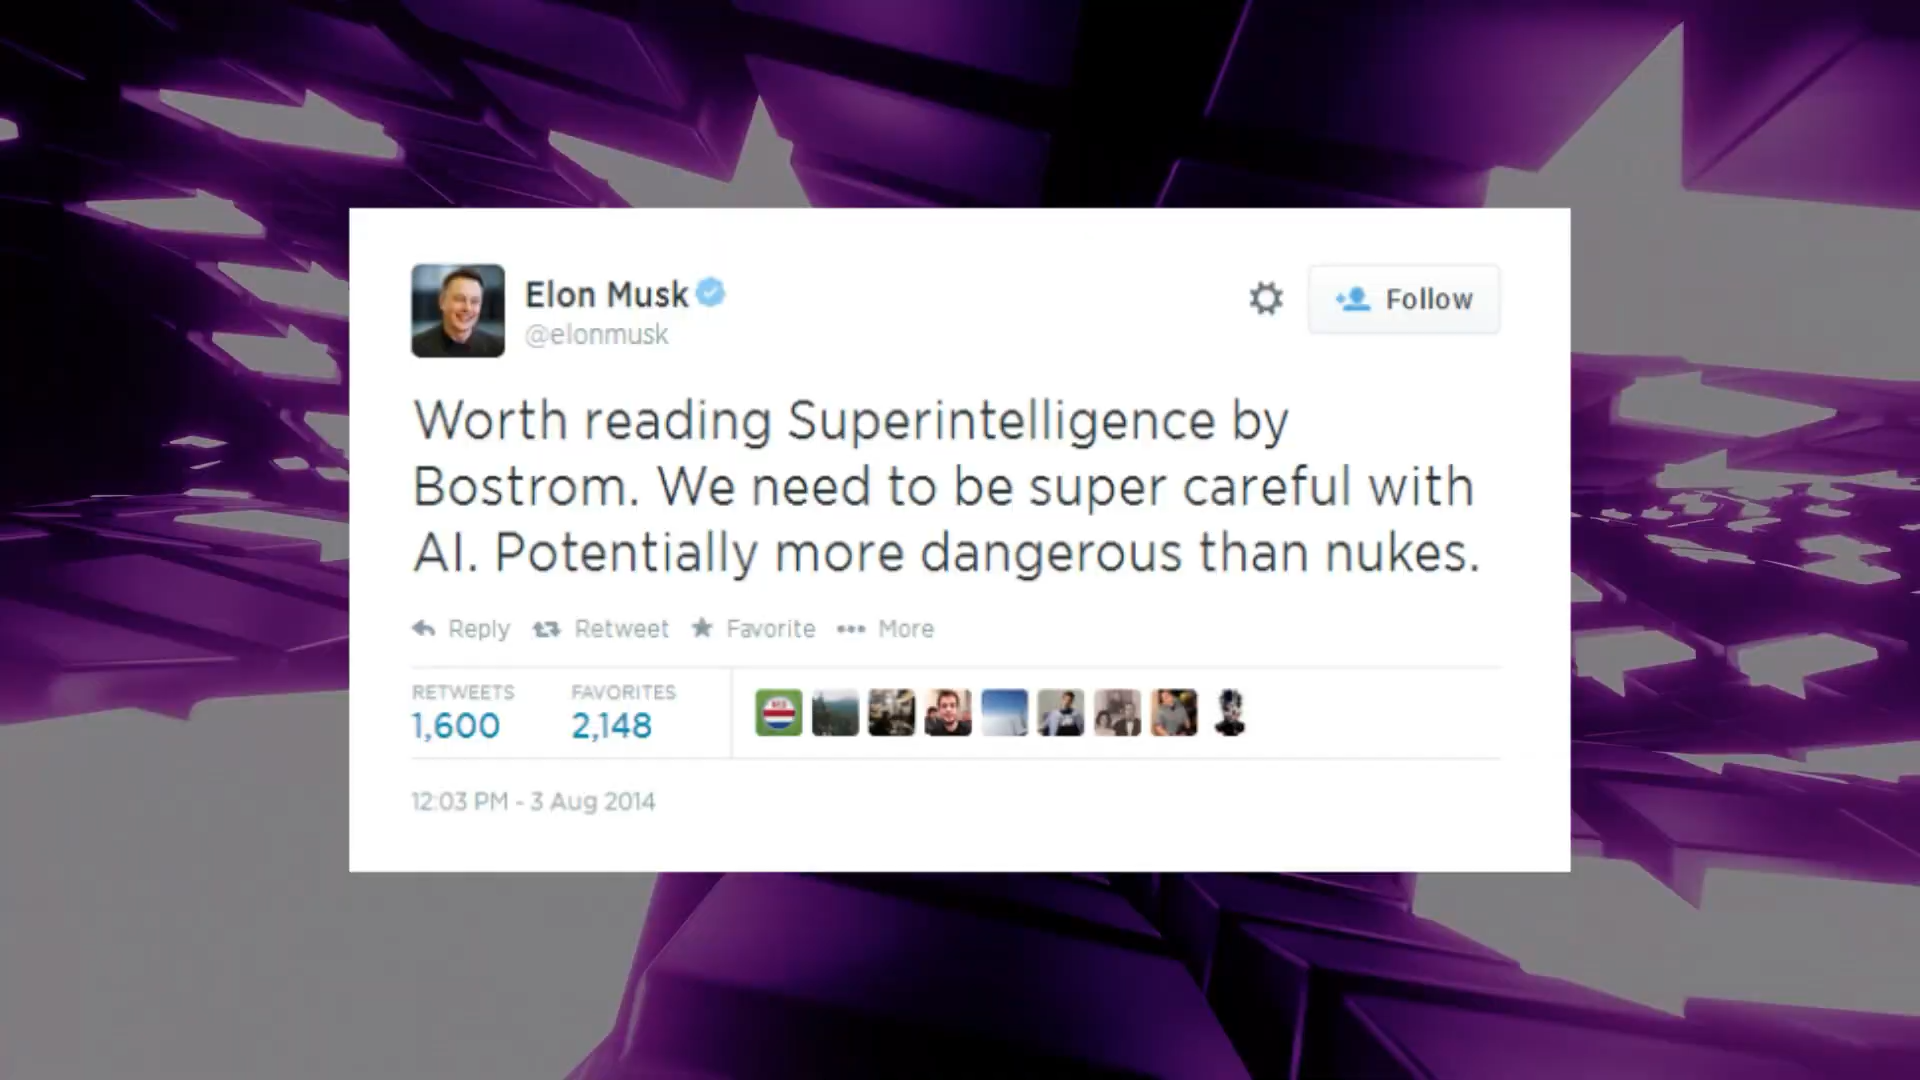 Elon Musk
@elonmusk
Follow
Worth reading Superintelligence by
Bostrom. We need to be super careful with
AI. Potentially more dangerous than nukes.
Reply Retweet Favorite More
RETWEETS FAVORITES
1,600 2,148
12:03 PM - 3 Aug 2014